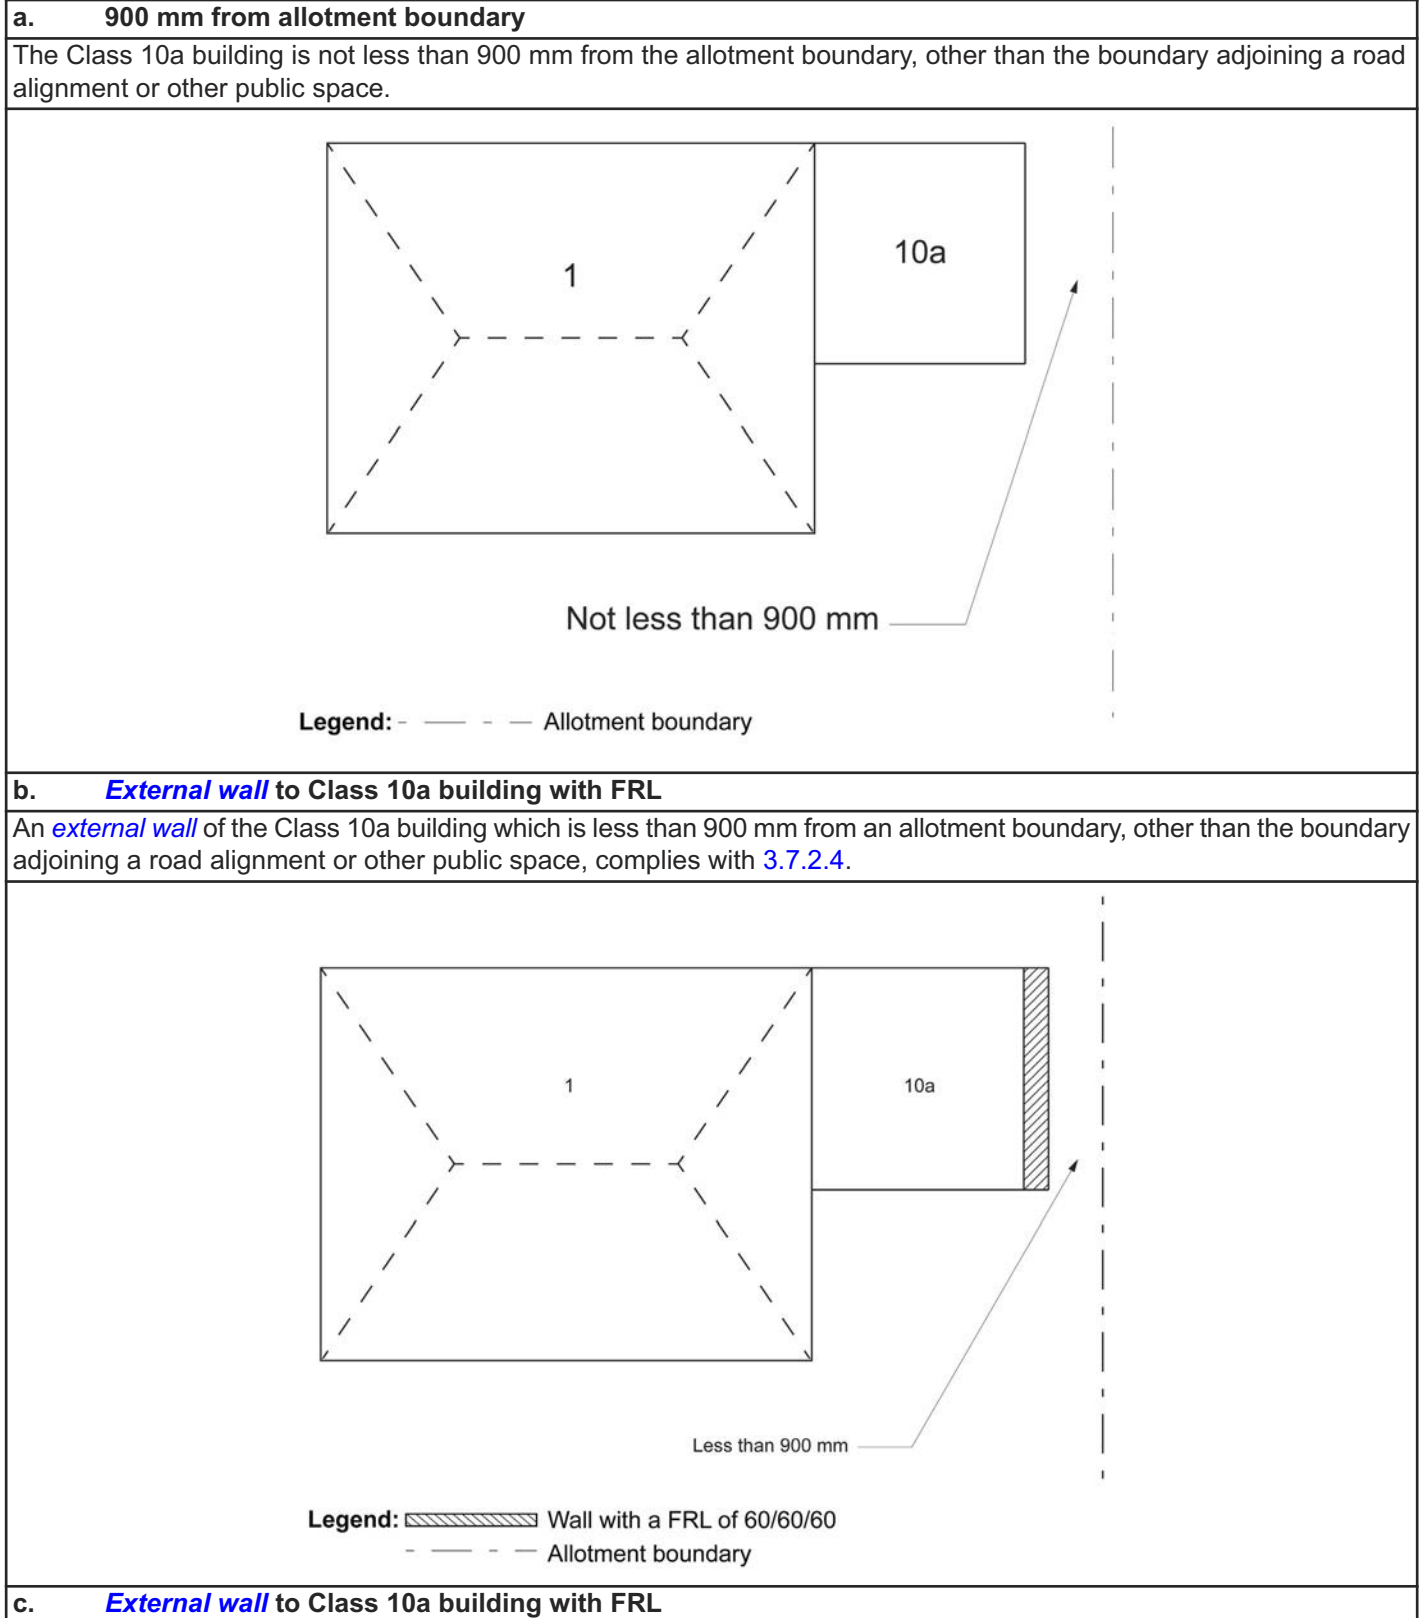 a. 900 mm from allotment boundary
The Class 10a building is not less than 900 mm from the allotment boundary, other than the boundary adjoining a road
alignment or other public space.
1
10a
Not less than 900 mm
Legend: Allotment boundary
b. External wall to Class 10a building with FRL
An external wall of the Class 10a building which is less than 900 mm from an allotment boundary, other than the boundary
adjoining a road alignment or other public space, complies with 3.7.2.4.
1
10a
Less than 900 mm
Legend: Wall with a FRL of 60/60/60
Allotment boundary
c. External wall to Class 10a building with FRL